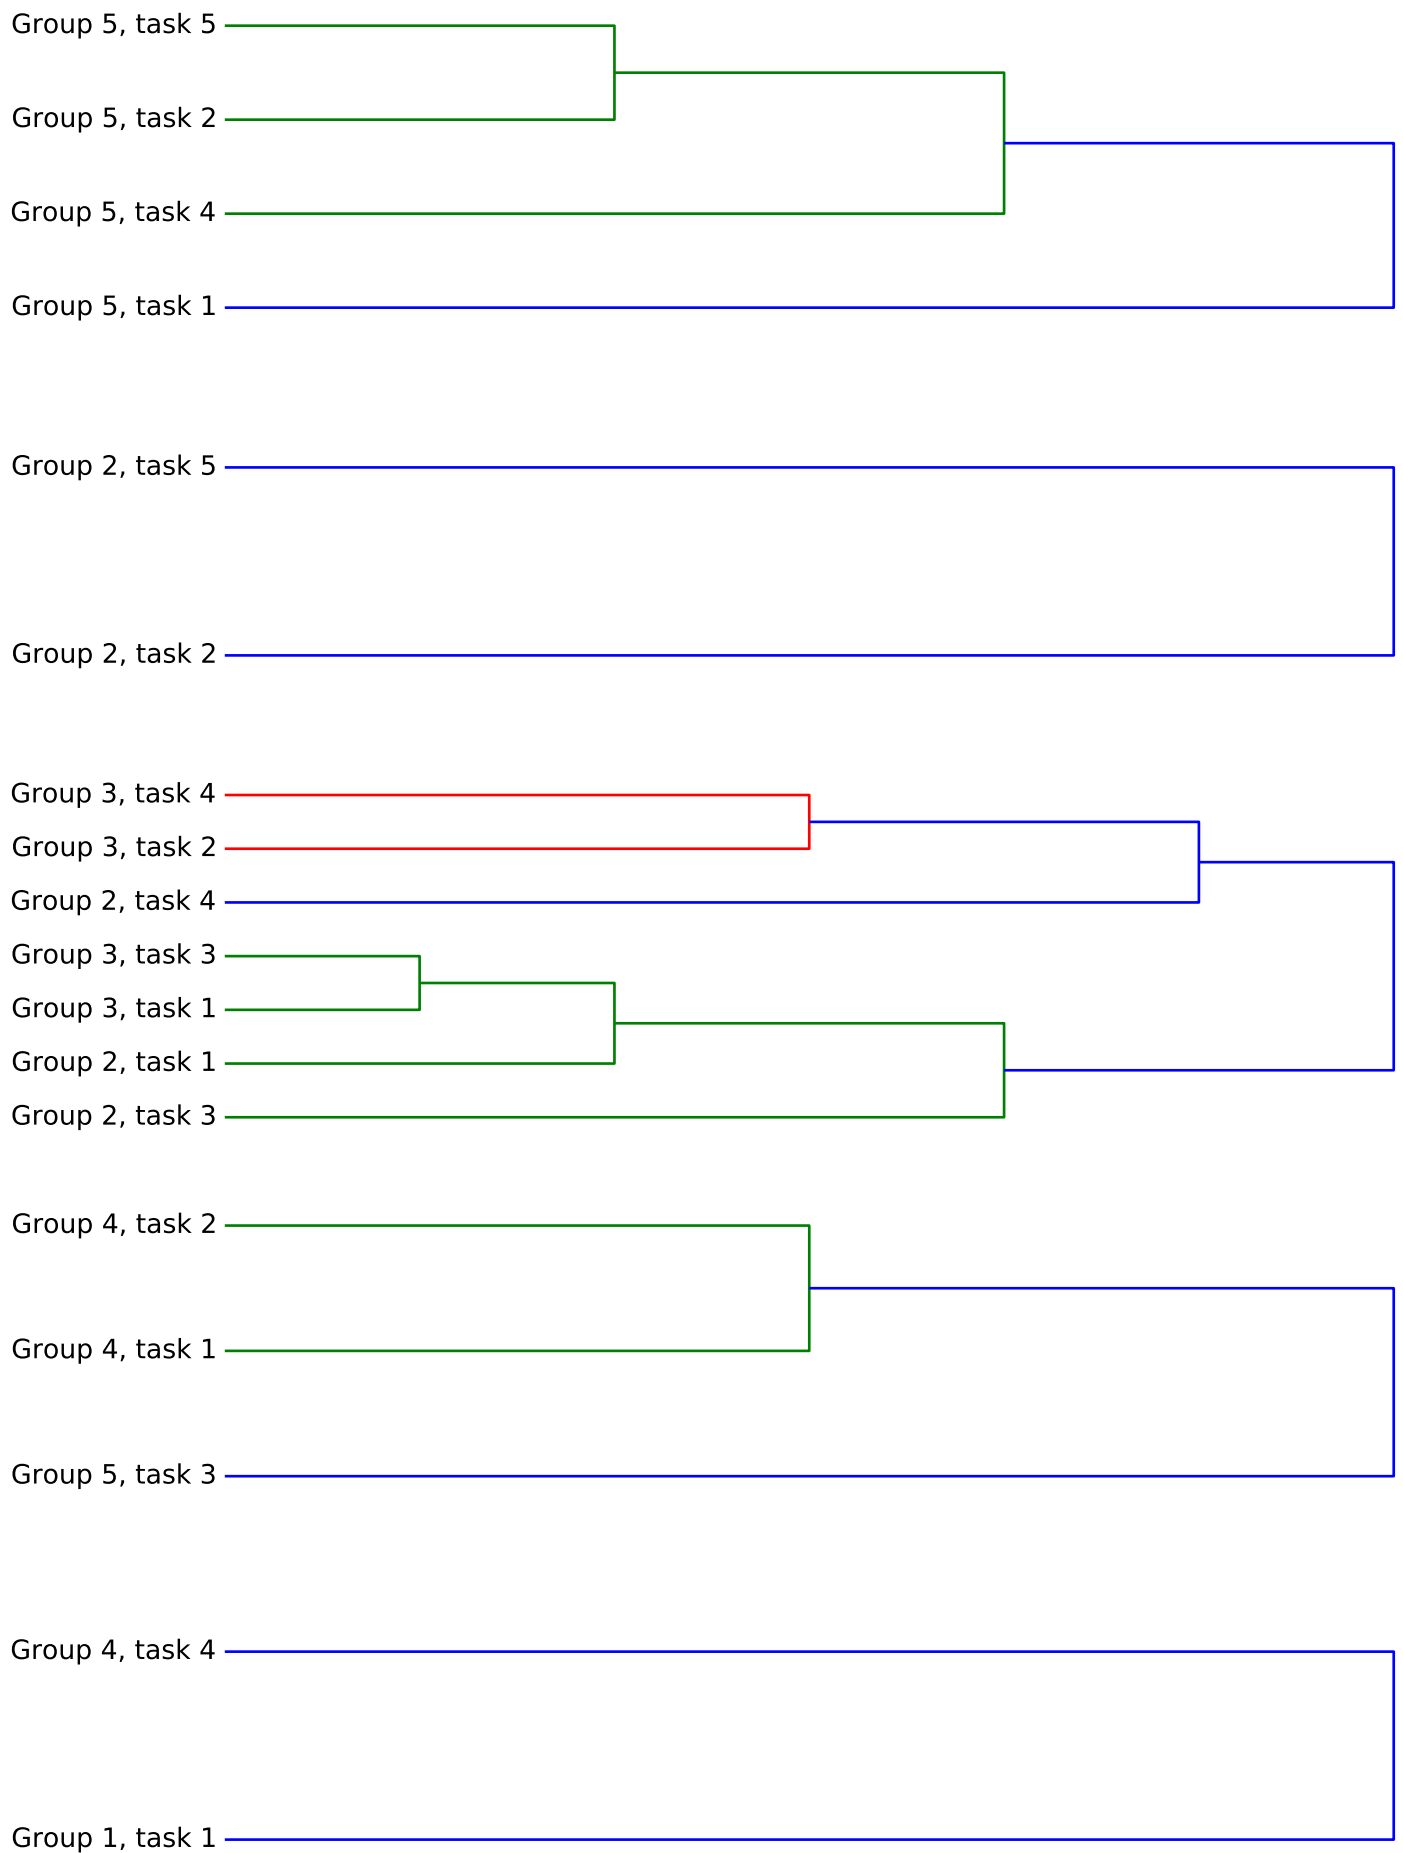 Group 5, task 5
Group 5, task 2
Group 5, task 4
Group 5, task 1
Group 2, task 5
Group 2, task 2
Group 3, task 4
Group 3, task 2
Group 2, task 4
Group 3, task 3
Group 3, task 1
Group 2, task 1
Group 2, task 3
Group 4, task 2
Group 4, task 1
Group 5, task 3
Group 4, task 4
Group 1, task 1